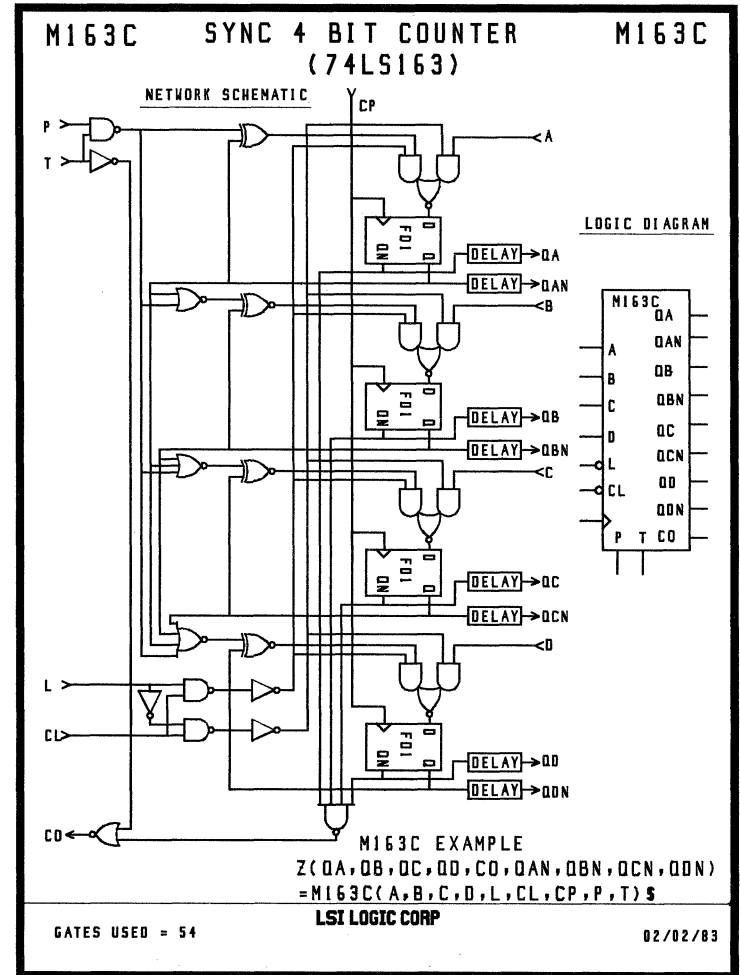 M163C SYNC 4 BIT COUNTER M163C
(74LS163)
NETWORK SCHEMATIC
CP
P
T
A
D
Q
FD1
QN
DELAY QA
DELAY QAN
B
D
Q
FD1
QN
DELAY QB
DELAY QBN
C
D
Q
FD1
QN
DELAY QC
DELAY QCN
D
L
CL
D
Q
FD1
QN
DELAY QD
DELAY QDN
CO
LOGIC DIAGRAM
M163C
QA
QAN
A
QB
B
QBN
C
QC
D
QCN
L
QD
CL
QDN
P T CO
M163C EXAMPLE
Z(QA,QB,QC,QD,CO,QAN,QBN,QCN,QDN)
=M163C(A,B,C,D,L,CL,CP,P,T)$
LSI LOGIC CORP
GATES USED = 54
02/02/83